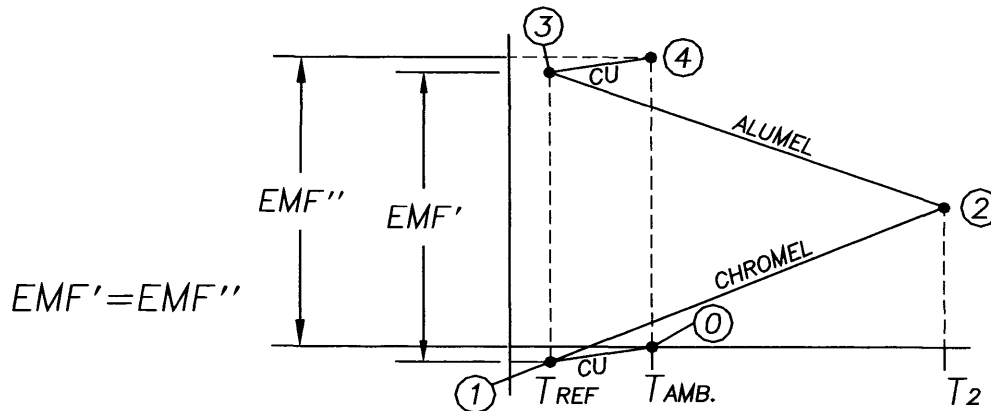 3
4
CU
ALUMEL
EMF''
EMF'
2
CHROMEL
EMF'=EMF''
0
CU
1
TREF
TAMB.
T2